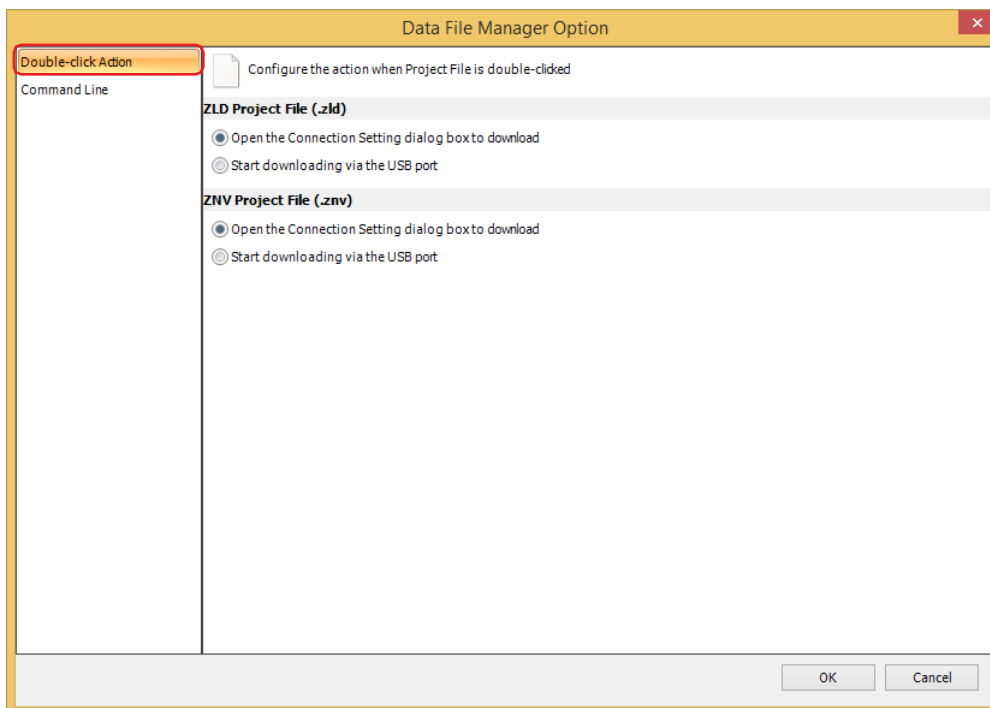 Data File Manager Option
Double-click Action
Command Line
Configure the action when Project File is double-clicked
ZLD Project File (.zld)
Open the Connection Setting dialog box to download
Start downloading via the USB port
ZNV Project File (.znv)
Open the Connection Setting dialog box to download
Start downloading via the USB port
OK
Cancel